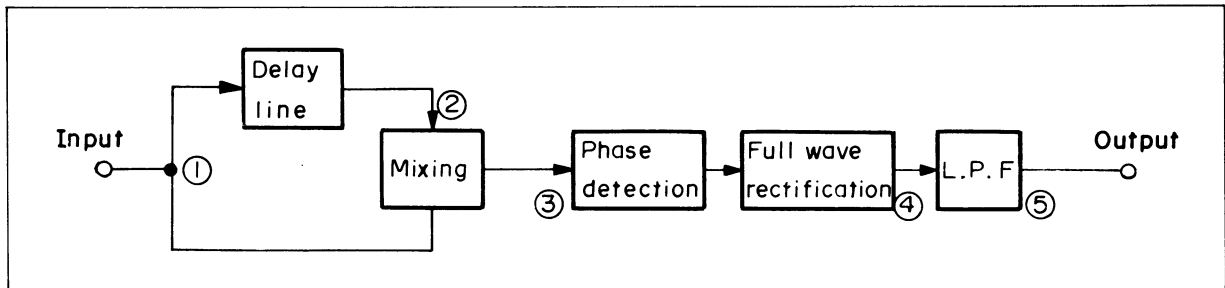 Delay
line
②
Input
Output
①
Mixing
Phase
detection
③
Full wave
rectification
④
L.P.F
⑤